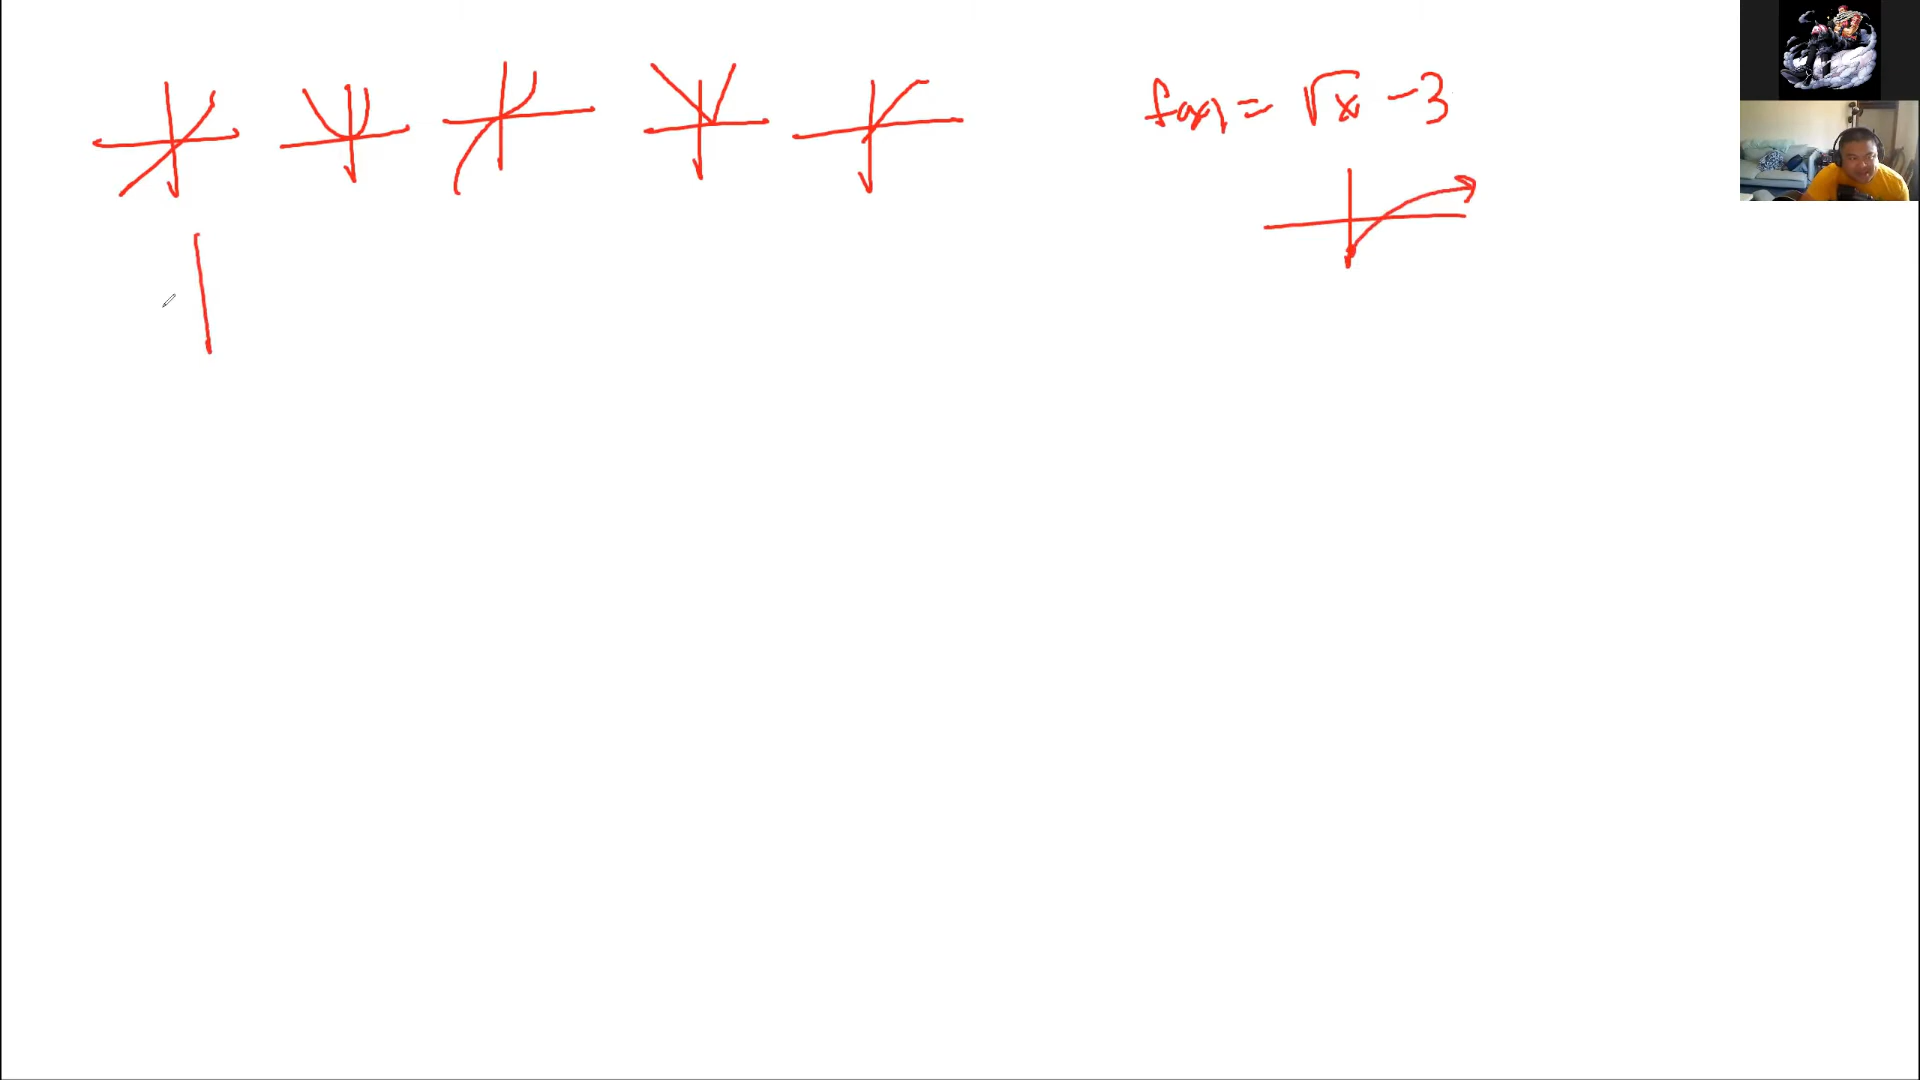 f(x) = √x - 3